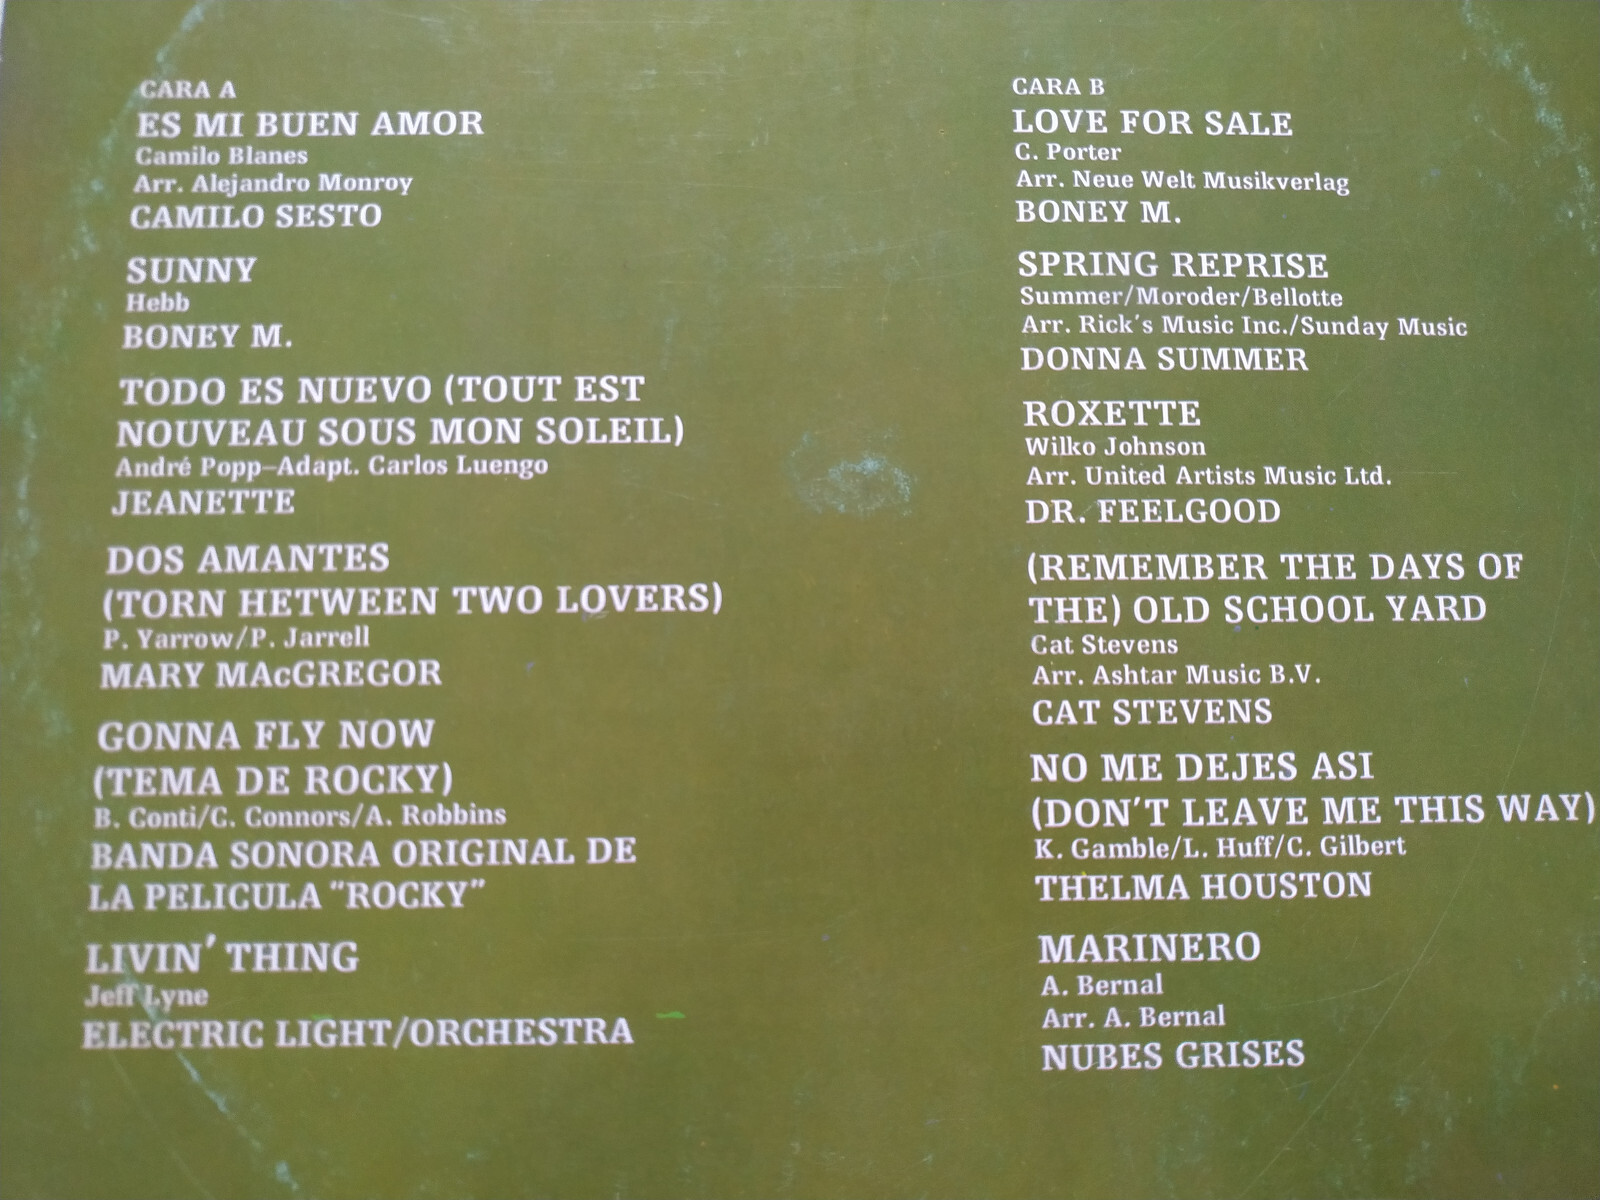 CARA A
ES MI BUEN AMOR
Camilo Blanes
Arr. Alejandro Monroy
CAMILO SESTO
SUNNY
Hebb
BONEY M.
TODO ES NUEVO (TOUT EST
NOUVEAU SOUS MON SOLEIL)
André Popp–Adapt. Carlos Luengo
JEANETTE
DOS AMANTES
(TORN HETWEEN TWO LOVERS)
P. Yarrow/P. Jarrell
MARY MAcGREGOR
GONNA FLY NOW
(TEMA DE ROCKY)
B. Conti/C. Connors/A. Robbins
BANDA SONORA ORIGINAL DE
LA PELICULA "ROCKY"
LIVIN' THING
Jeff Lyne
ELECTRIC LIGHT/ORCHESTRA
CARA B
LOVE FOR SALE
C. Porter
Arr. Neue Welt Musikverlag
BONEY M.
SPRING REPRISE
Summer/Moroder/Bellotte
Arr. Rick's Music Inc./Sunday Music
DONNA SUMMER
ROXETTE
Wilko Johnson
Arr. United Artists Music Ltd.
DR. FEELGOOD
(REMEMBER THE DAYS OF
THE) OLD SCHOOL YARD
Cat Stevens
Arr. Ashtar Music B.V.
CAT STEVENS
NO ME DEJES ASI
(DON'T LEAVE ME THIS WAY)
K. Gamble/L. Huff/C. Gilbert
THELMA HOUSTON
MARINERO
A. Bernal
Arr. A. Bernal
NUBES GRISES